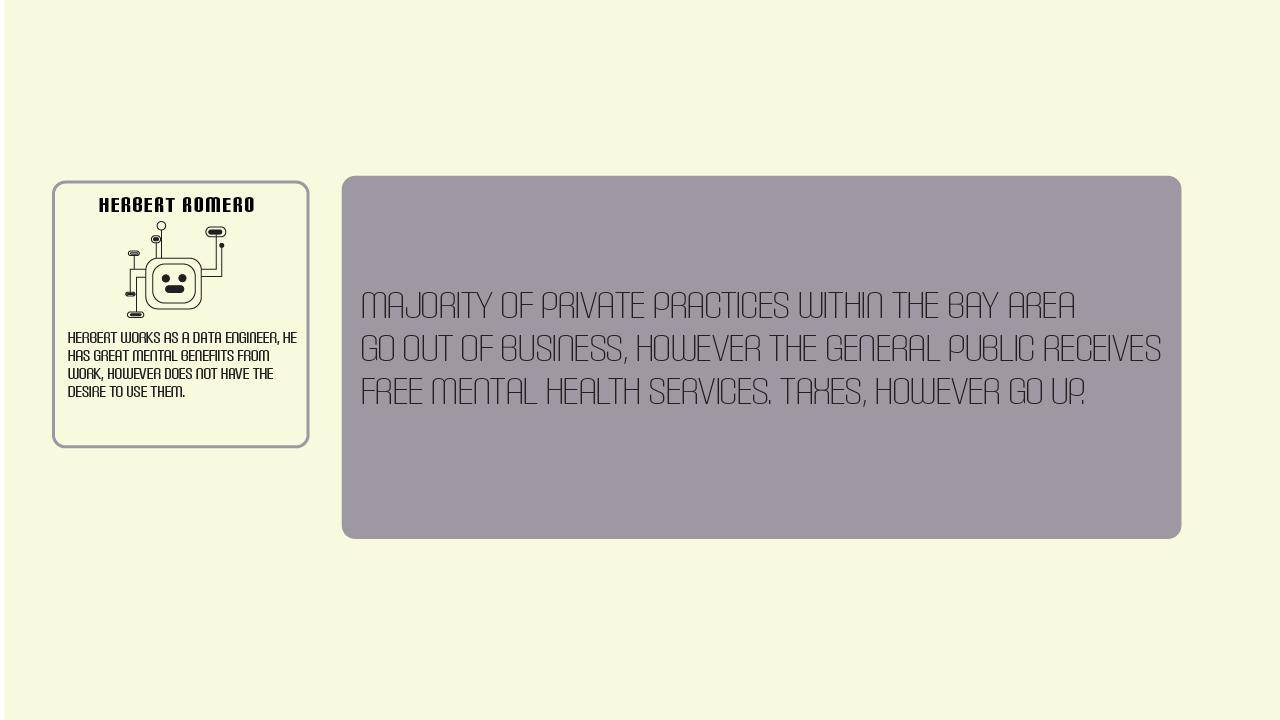 HERBERT ROMERO
HERBERT WORKS AS A DATA ENGINEER, HE
HAS GREAT MENTAL BENEFITS FROM
WORK, HOWEVER DOES NOT HAVE THE
DESIRE TO USE THEM.
MAJORITY OF PRIVATE PRACTICES WITHIN THE BAY AREA
GO OUT OF BUSINESS, HOWEVER THE GENERAL PUBLIC RECEIVES
FREE MENTAL HEALTH SERVICES. TAXES, HOWEVER GO UP.